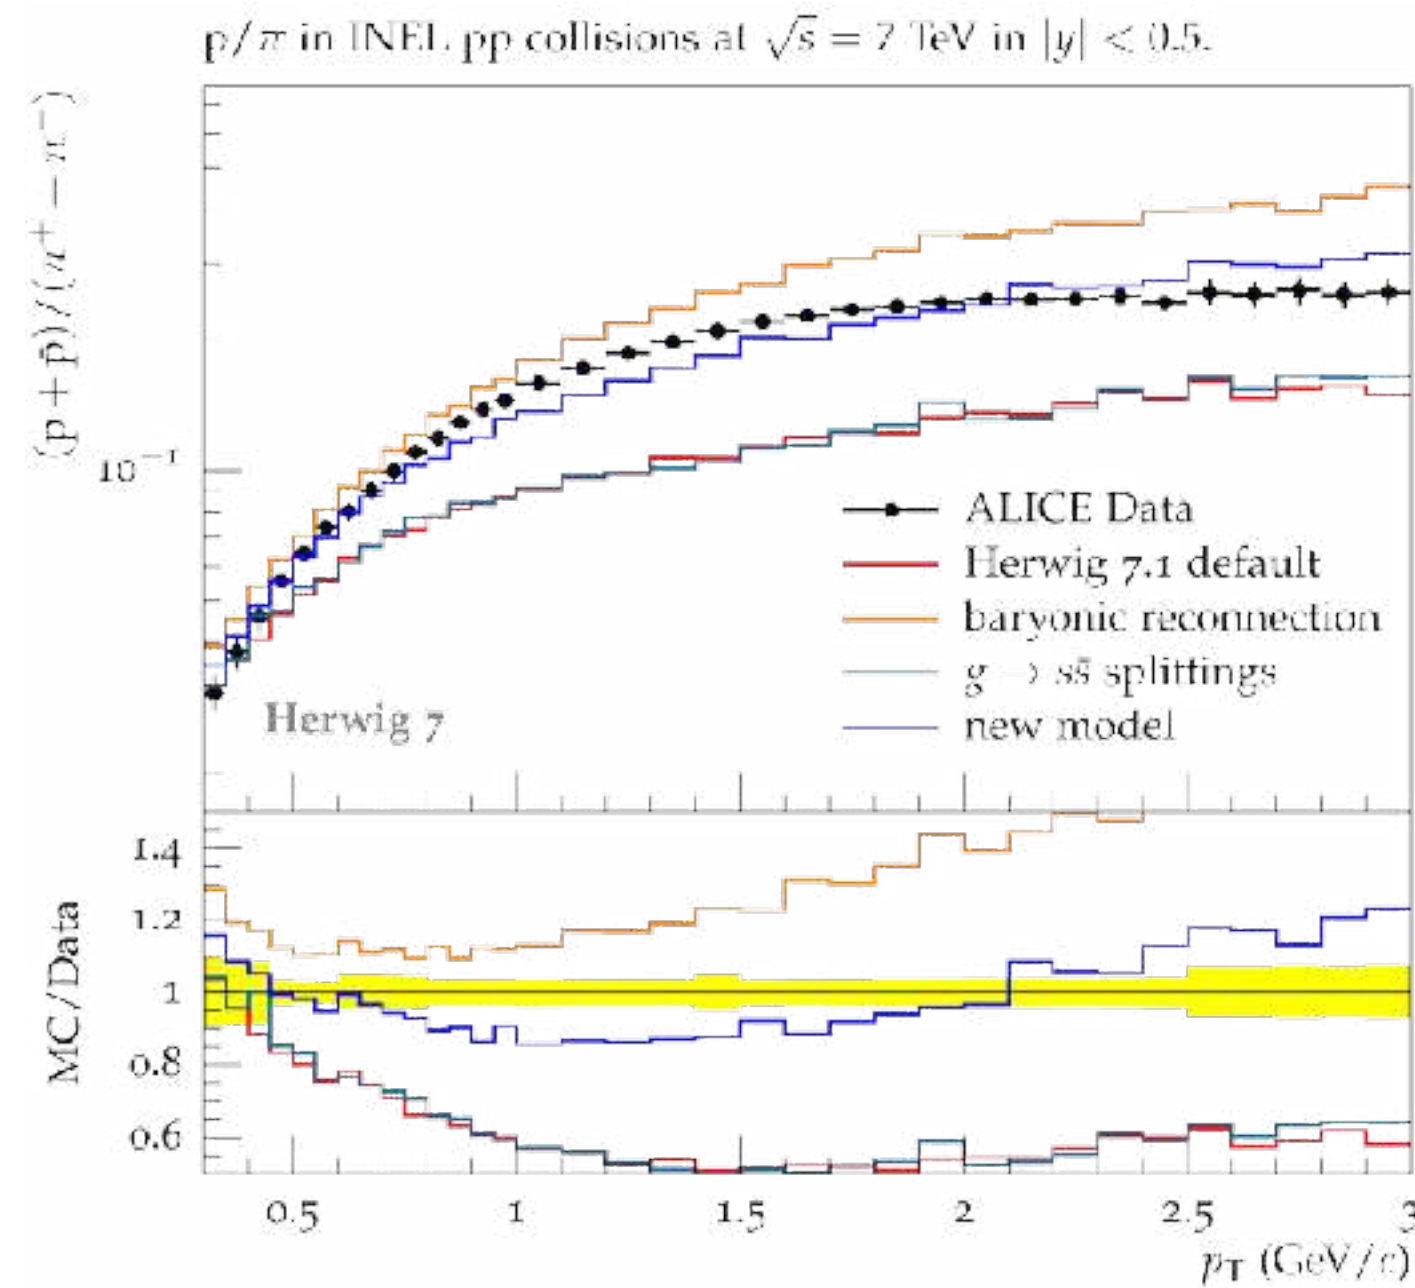 p/π in INEL pp collisions at √s = 7 TeV in |y| < 0.5.
(p + p̄)/(π⁺ − π⁻)
10⁻¹
ALICE Data
Herwig 7.1 default
baryonic reconnection
g → ss̄ splittings
new model
Herwig 7
MC/Data
1.4
1.2
1
0.8
0.6
0.5 1 1.5 2 2.5 3
p_T (GeV/c)